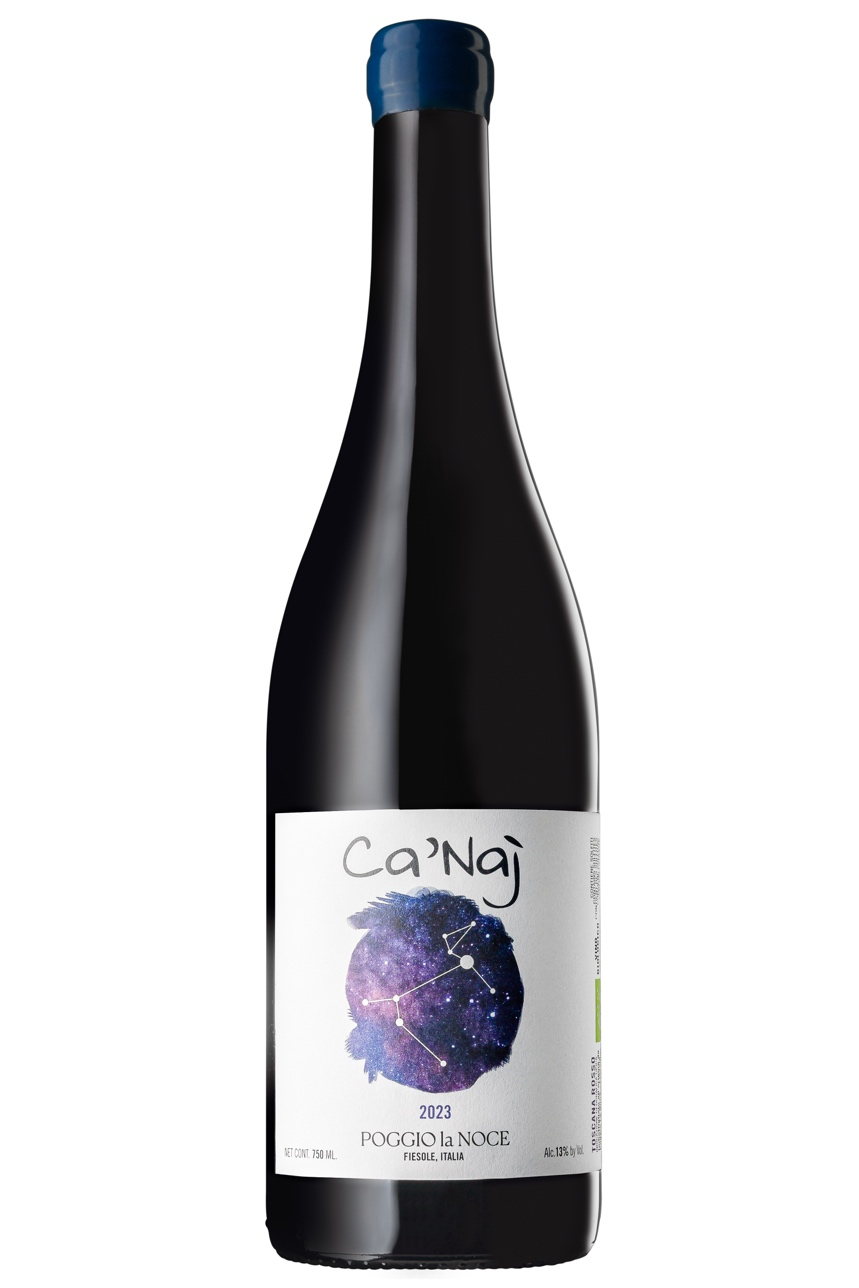 Ca'Naj
2023
POGGIO la NOCE
FIESOLE, ITALIA
NET CONT. 750 ML.
Alc.13% by Vol.
TOSCANA ROSSO